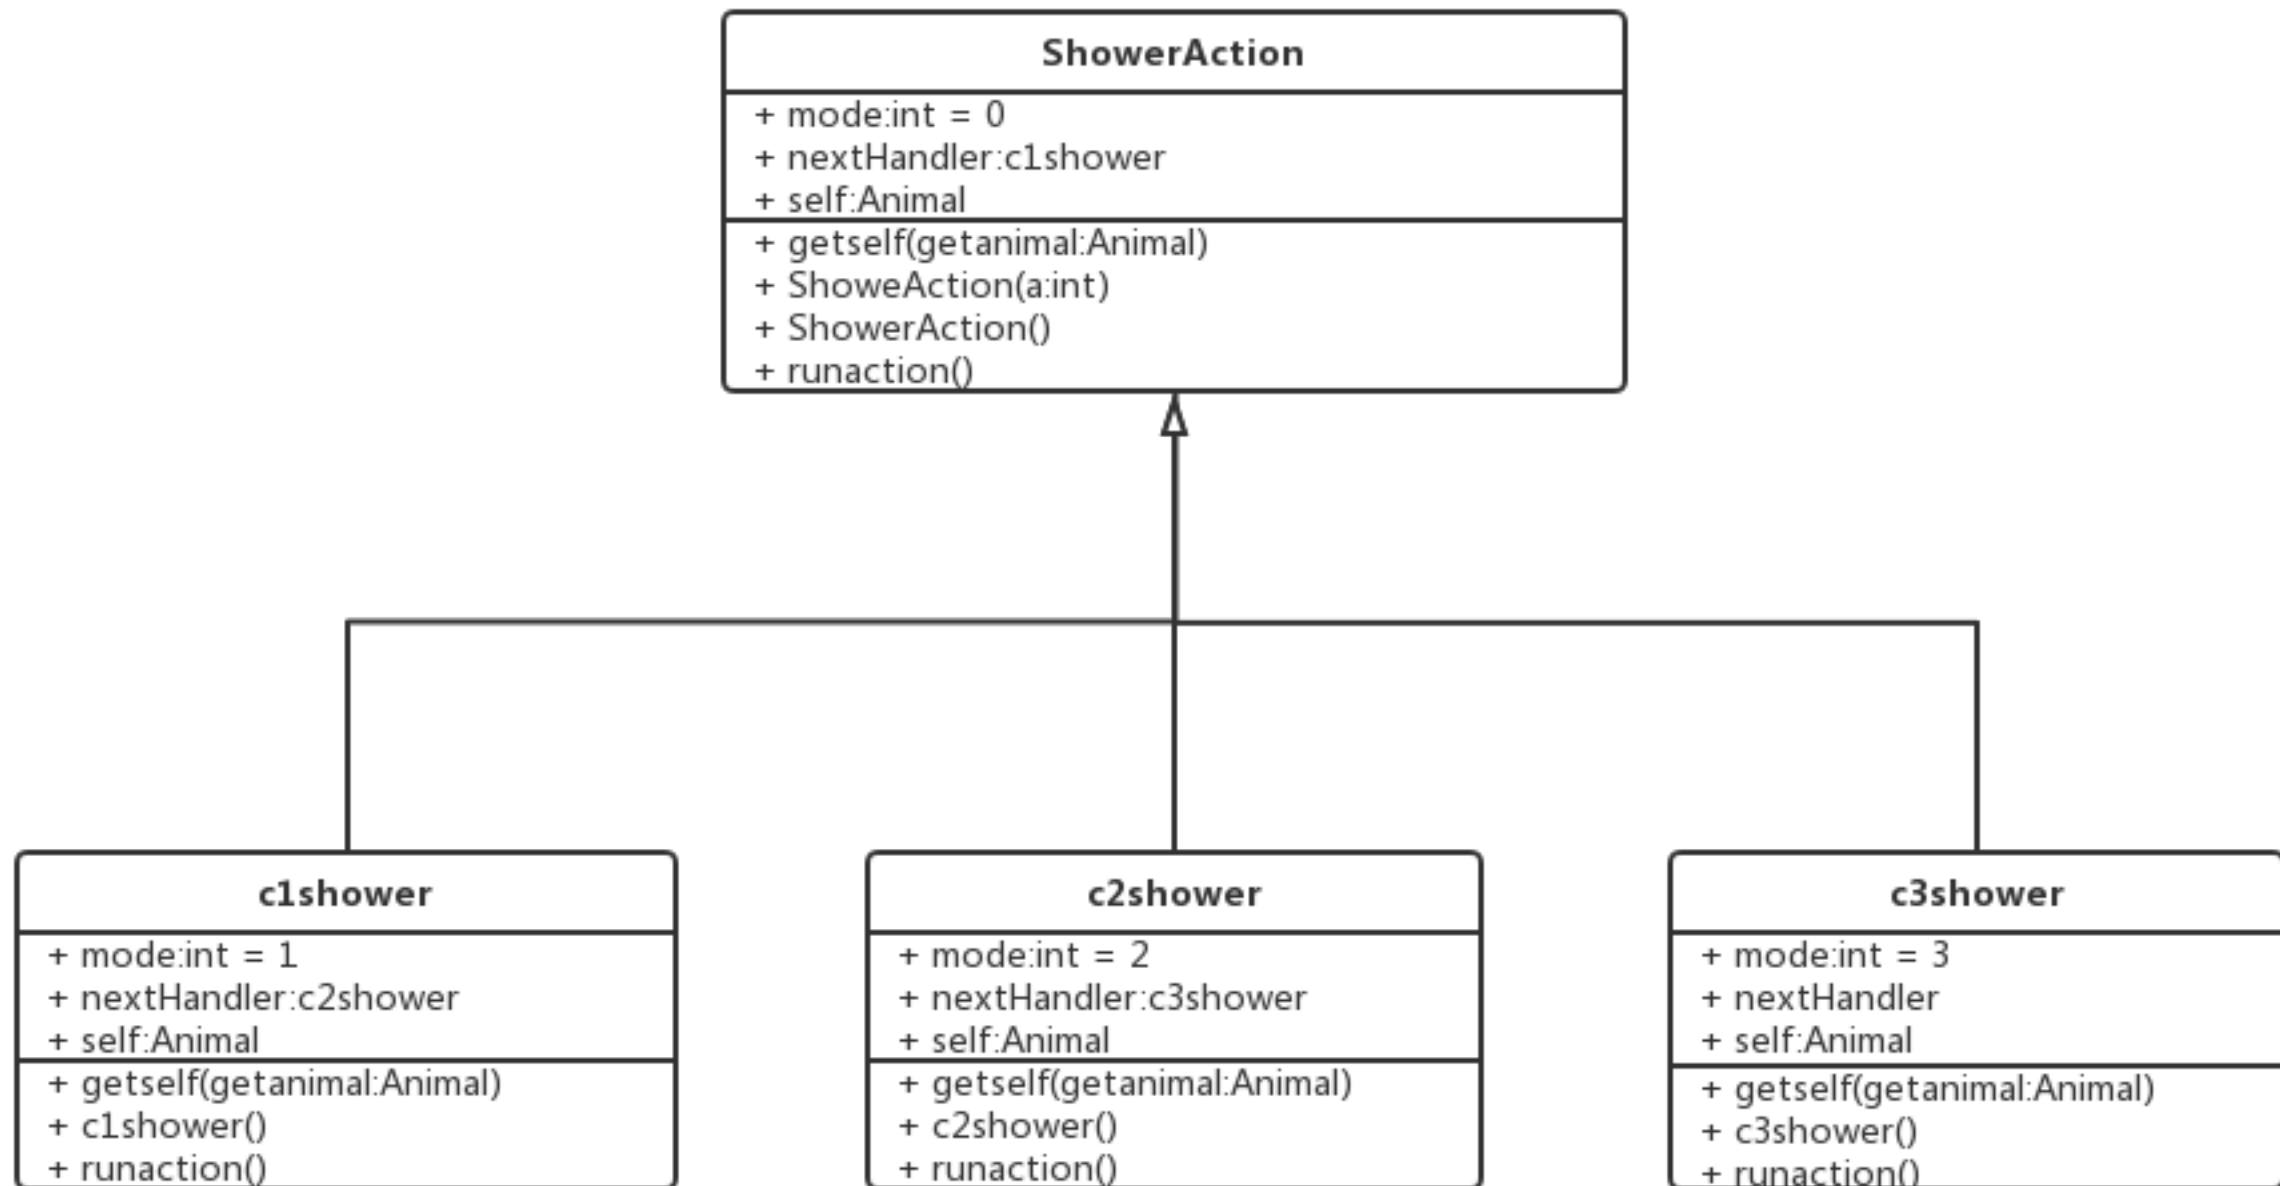 ShowerAction
+ mode:int = 0
+ nextHandler:c1shower
+ self:Animal
+ getself(getanimal:Animal)
+ ShoweAction(a:int)
+ ShowerAction()
+ runaction()
c1shower
+ mode:int = 1
+ nextHandler:c2shower
+ self:Animal
+ getself(getanimal:Animal)
+ c1shower()
+ runaction()
c2shower
+ mode:int = 2
+ nextHandler:c3shower
+ self:Animal
+ getself(getanimal:Animal)
+ c2shower()
+ runaction()
c3shower
+ mode:int = 3
+ nextHandler
+ self:Animal
+ getself(getanimal:Animal)
+ c3shower()
+ runaction()